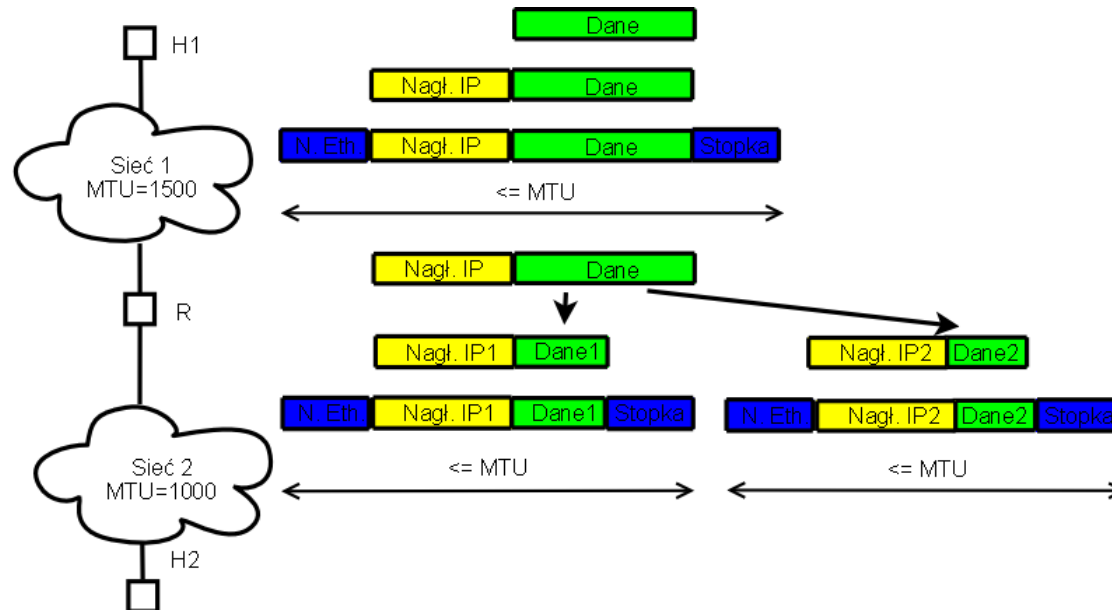 Dane
H1
Nagł. IP Dane
N. Eth Nagł. IP Dane Stopka
Sieć 1
MTU=1500
<= MTU
Nagł. IP Dane
R
Nagł. IP1 Dane1 Nagł. IP2 Dane2
N. Eth Nagł. IP1 Dane1 Stopka N. Eth Nagł. IP2 Dane2 Stopka
Sieć 2
MTU=1000
<= MTU <= MTU
H2